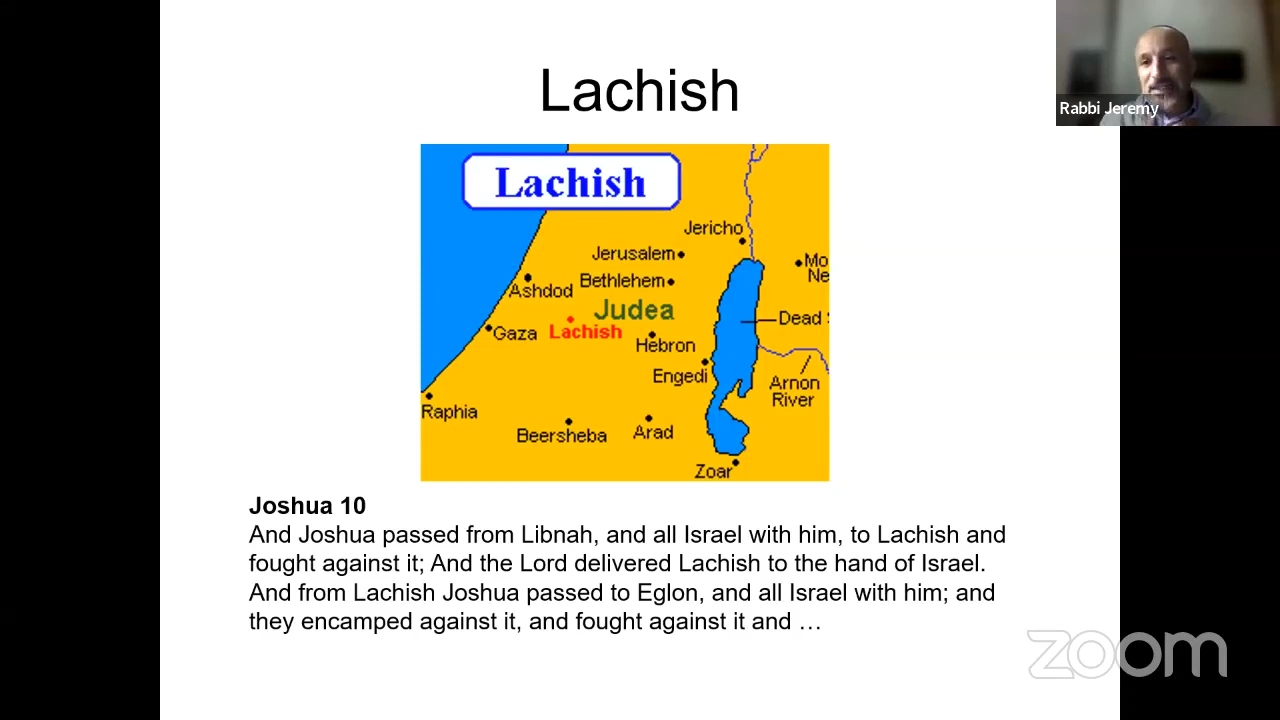 Lachish
Rabbi Jeremy
Lachish
Jericho
Jerusalem
Mo
Ne
Bethlehem
Ashdod
Judea
Dead
Gaza
Lachish
Hebron
Engedi
Arnon
River
Raphia
Beersheba
Arad
Zoar
Joshua 10
And Joshua passed from Libnah, and all Israel with him, to Lachish and
fought against it; And the Lord delivered Lachish to the hand of Israel.
And from Lachish Joshua passed to Eglon, and all Israel with him; and
they encamped against it, and fought against it and …
zoom